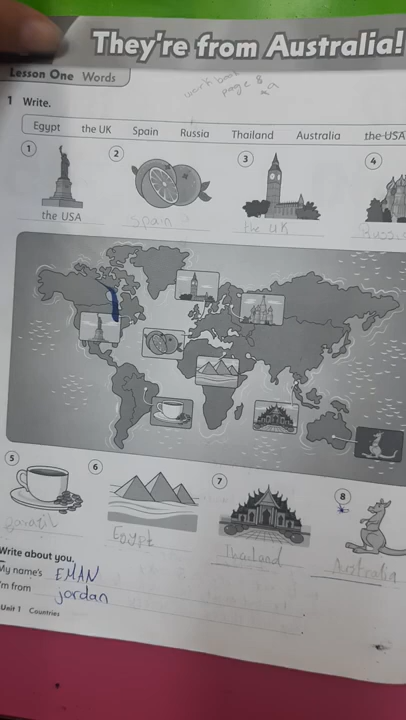 They're from Australia!
Lesson One Words
work book
page 8
1 Write.
Egypt the UK Spain Russia Thailand Australia the USA
1 2 3 4
the USA Spain the UK Russia
5 6 7 8
Egypt Thailand Australia
Write about you.
My name's EMAN
I'm from jordan
Unit 1 Countries